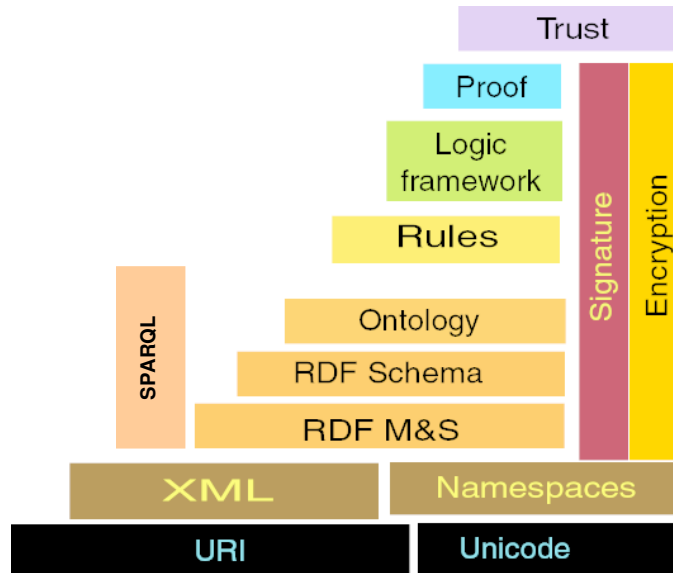 Trust
Proof
Logic
framework
Rules
Signature
Encryption
SPARQL
Ontology
RDF Schema
RDF M&S
XML
Namespaces
URI
Unicode